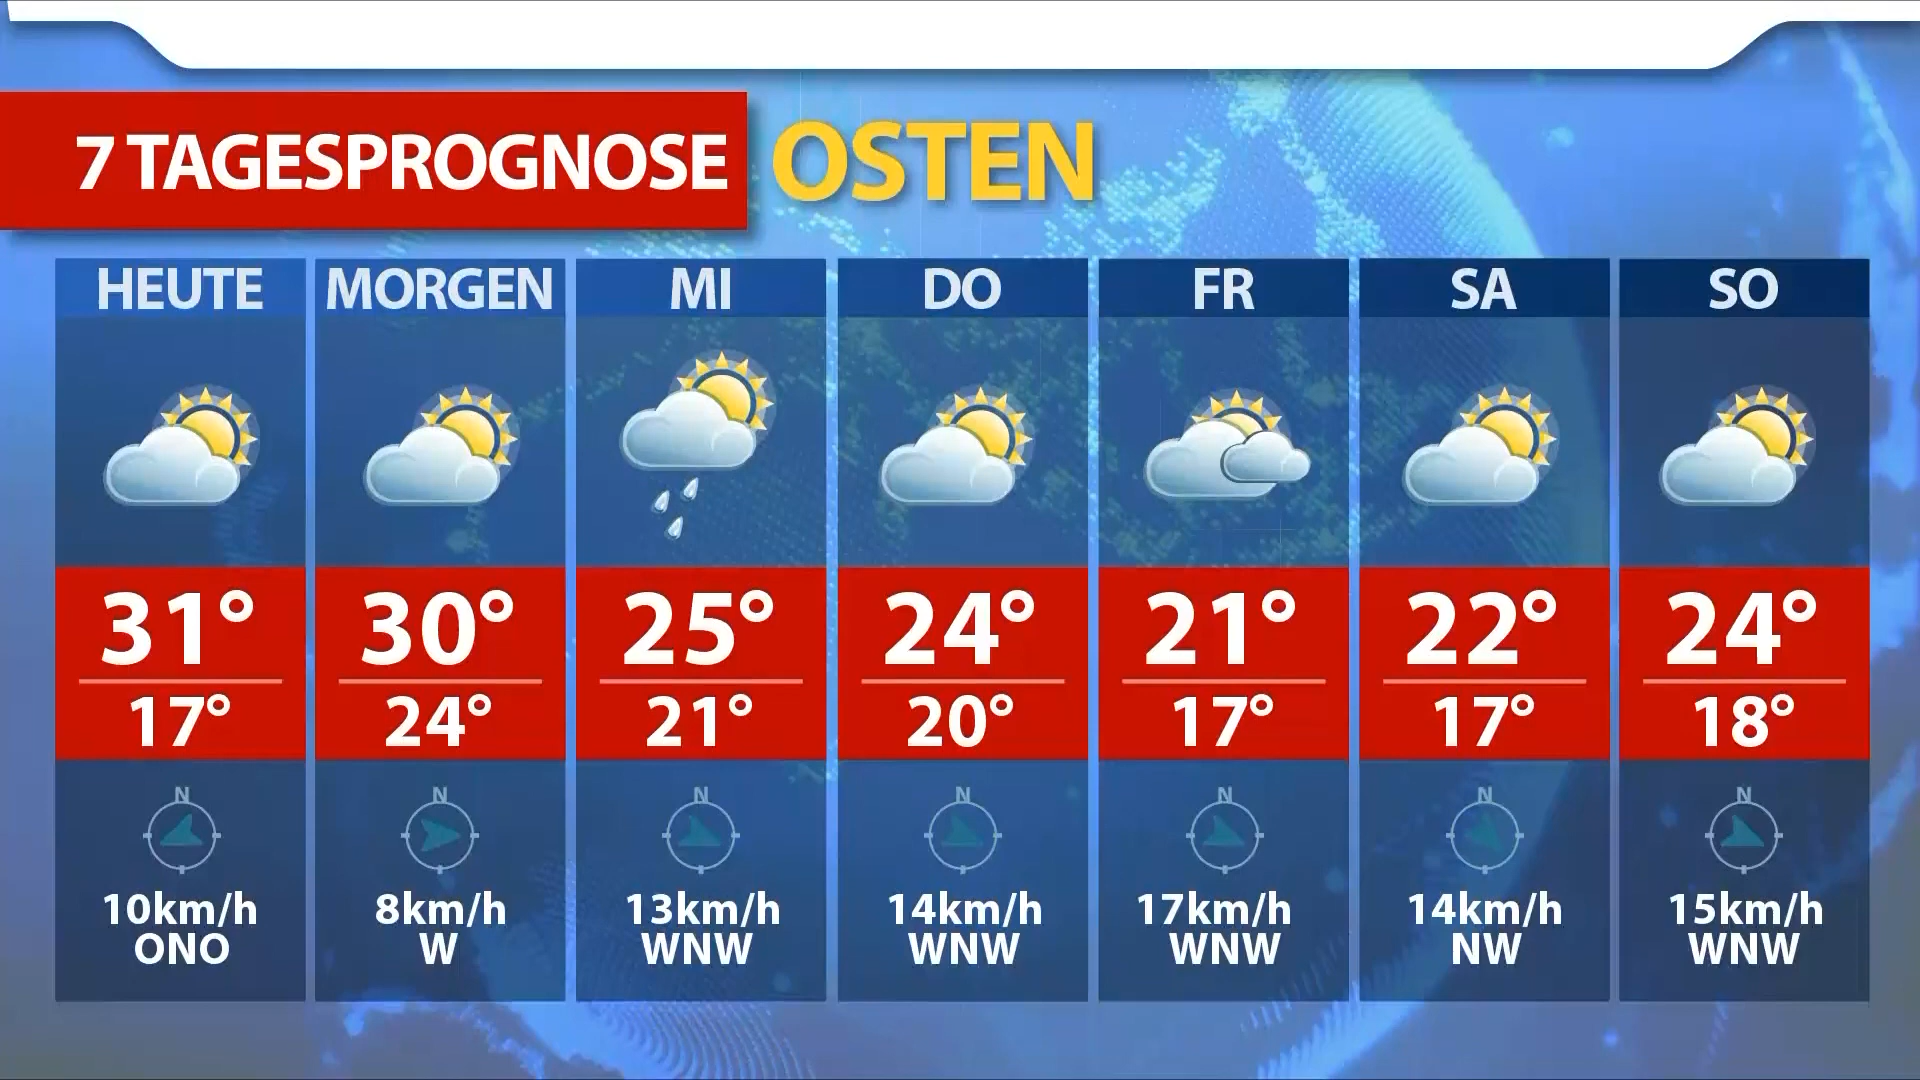 7 TAGESPROGNOSE OSTEN
HEUTE MORGEN MI DO FR SA SO
31° 30° 25° 24° 21° 22° 24°
17° 24° 21° 20° 17° 17° 18°
N N N N N N N
10km/h 8km/h 13km/h 14km/h 17km/h 14km/h 15km/h
ONO W WNW WNW WNW NW WNW